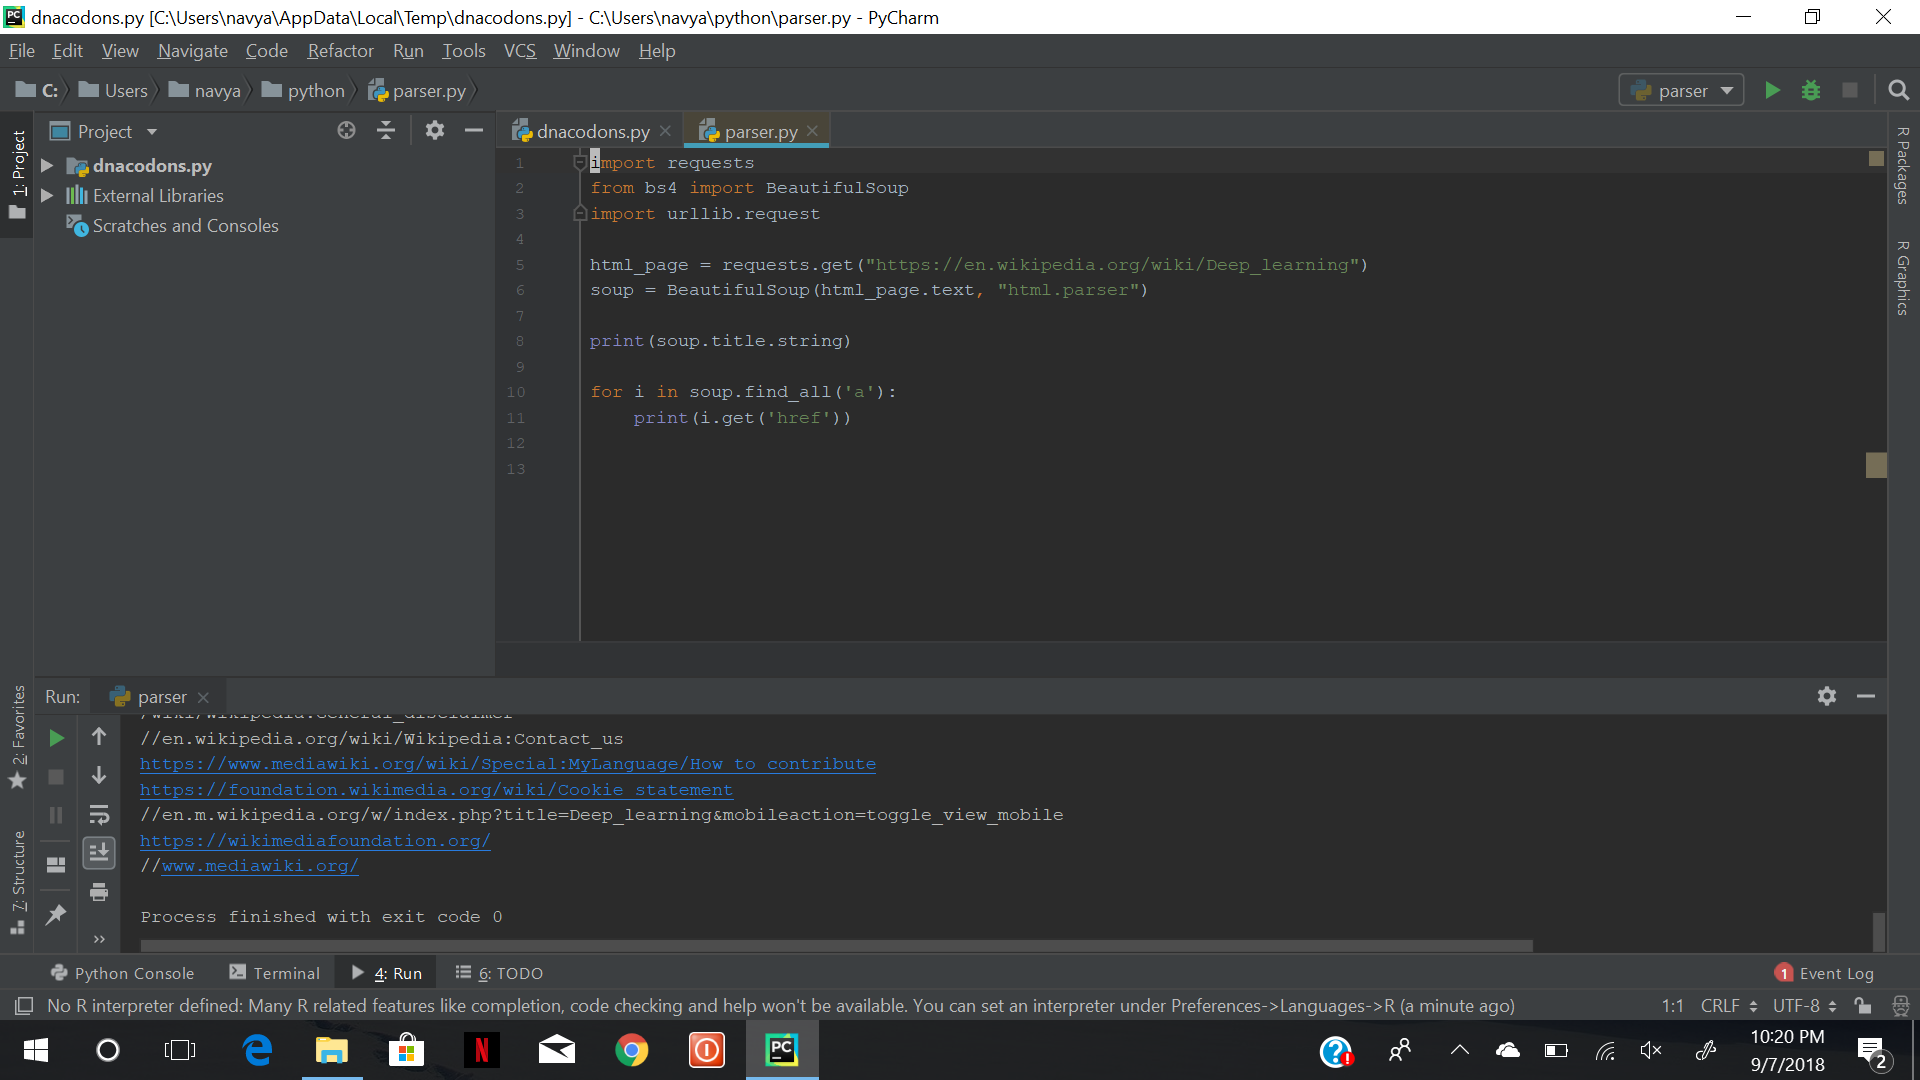 dnacodons.py [C:\Users\navya\AppData\Local\Temp\dnacodons.py] - C:\Users\navya\python\parser.py - PyCharm
File Edit View Navigate Code Refactor Run Tools VCS Window Help
C: Users navya python parser.py
parser
1: Project
Project
dnacodons.py
External Libraries
Scratches and Consoles
dnacodons.py parser.py
1 import requests
2 from bs4 import BeautifulSoup
3 import urllib.request
4
5 html_page = requests.get("https://en.wikipedia.org/wiki/Deep_learning")
6 soup = BeautifulSoup(html_page.text, "html.parser")
7
8 print(soup.title.string)
9
10 for i in soup.find_all('a'):
11 print(i.get('href'))
12
13
R Packages
R Graphics
2: Favorites
7: Structure
Run: parser
/wiki/Wikipedia:General_disclaimer
//en.wikipedia.org/wiki/Wikipedia:Contact_us
https://www.mediawiki.org/wiki/Special:MyLanguage/How to contribute
https://foundation.wikimedia.org/wiki/Cookie statement
//en.m.wikipedia.org/w/index.php?title=Deep_learning&mobileaction=toggle_view_mobile
https://wikimediafoundation.org/
//www.mediawiki.org/
Process finished with exit code 0
Python Console Terminal 4: Run 6: TODO
1 Event Log
No R interpreter defined: Many R related features like completion, code checking and help won't be available. You can set an interpreter under Preferences->Languages->R (a minute ago)
1:1 CRLF UTF-8
10:20 PM
9/7/2018
2